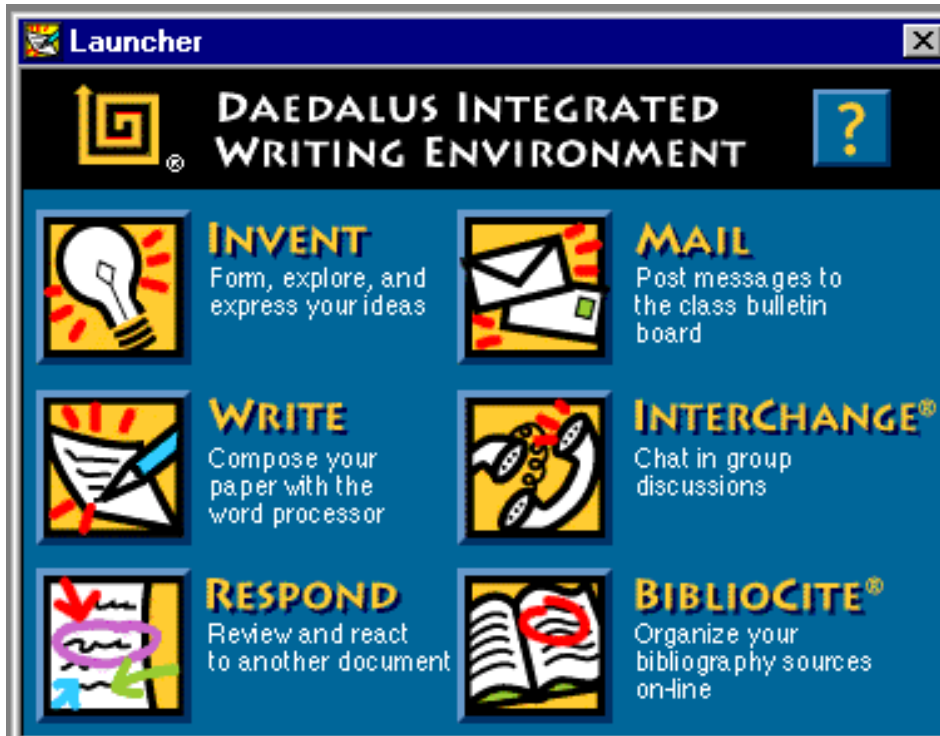 Launcher
DAEDALUS INTEGRATED
WRITING ENVIRONMENT
®
?
INVENT
Form, explore, and
express your ideas
MAIL
Post messages to
the class bulletin
board
WRITE
Compose your
paper with the
word processor
INTERCHANGE®
Chat in group
discussions
RESPOND
Review and react
to another document
BIBLIOCITE®
Organize your
bibliography sources
on-line